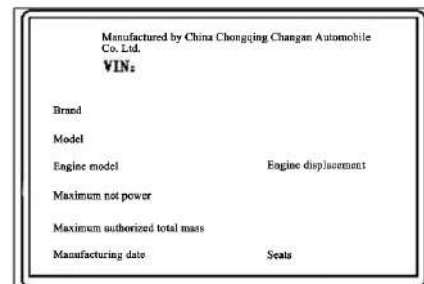 Manufactured by China Chongqing Changan Automobile
Co. Ltd.
VIN:
Brand
Model
Engine model Engine displacement
Maximum not power
Maximum authorized total mass
Manufacturing date Seats